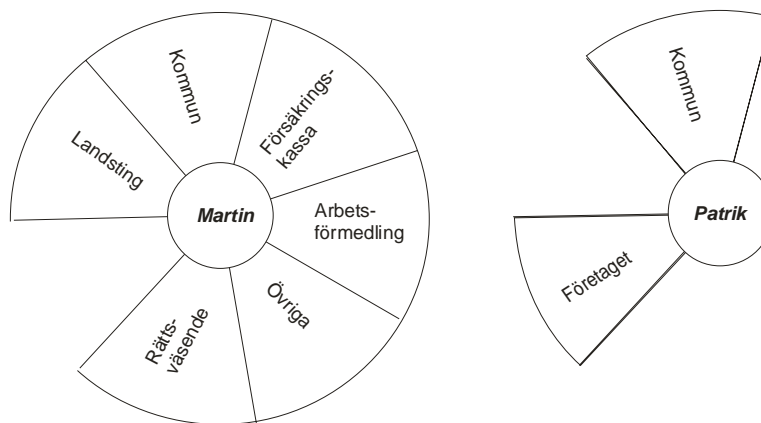 Kommun
Försäkrings-
kassa
Landsting
Martin
Arbets-
förmedling
Övriga
Rätts-
väsende
Kommun
Patrik
Företaget